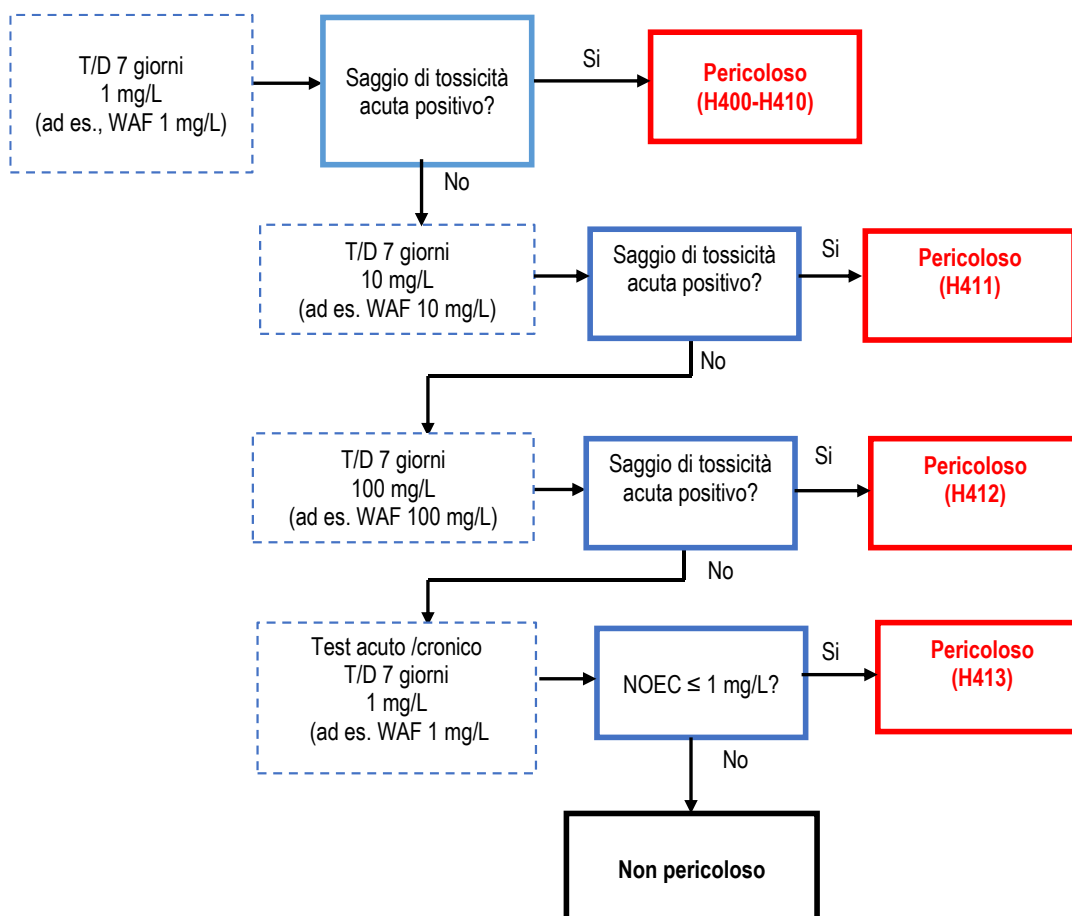 T/D 7 giorni
1 mg/L
(ad es., WAF 1 mg/L)
Saggio di tossicità
acuta positivo?
Si
Pericoloso
(H400-H410)
No
T/D 7 giorni
10 mg/L
(ad es. WAF 10 mg/L)
Saggio di tossicità
acuta positivo?
Si
Pericoloso
(H411)
No
T/D 7 giorni
100 mg/L
(ad es. WAF 100 mg/L)
Saggio di tossicità
acuta positivo?
Si
Pericoloso
(H412)
No
Test acuto /cronico
T/D 7 giorni
1 mg/L
(ad es. WAF 1 mg/L
NOEC ≤ 1 mg/L?
Si
Pericoloso
(H413)
No
Non pericoloso